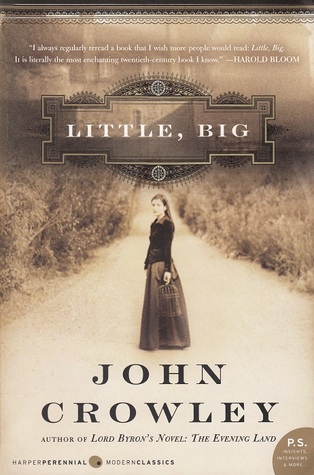 "I always regularly reread a book that I wish more people would read: Little, Big.
It is literally the most enchanting twentieth-century book I know." —HAROLD BLOOM
LITTLE, BIG
JOHN
CROWLEY
AUTHOR OF LORD BYRON'S NOVEL: THE EVENING LAND
P.S.
INSIGHTS,
INTERVIEWS
& MORE...
HARPERPERENNIAL MODERNCLASSICS